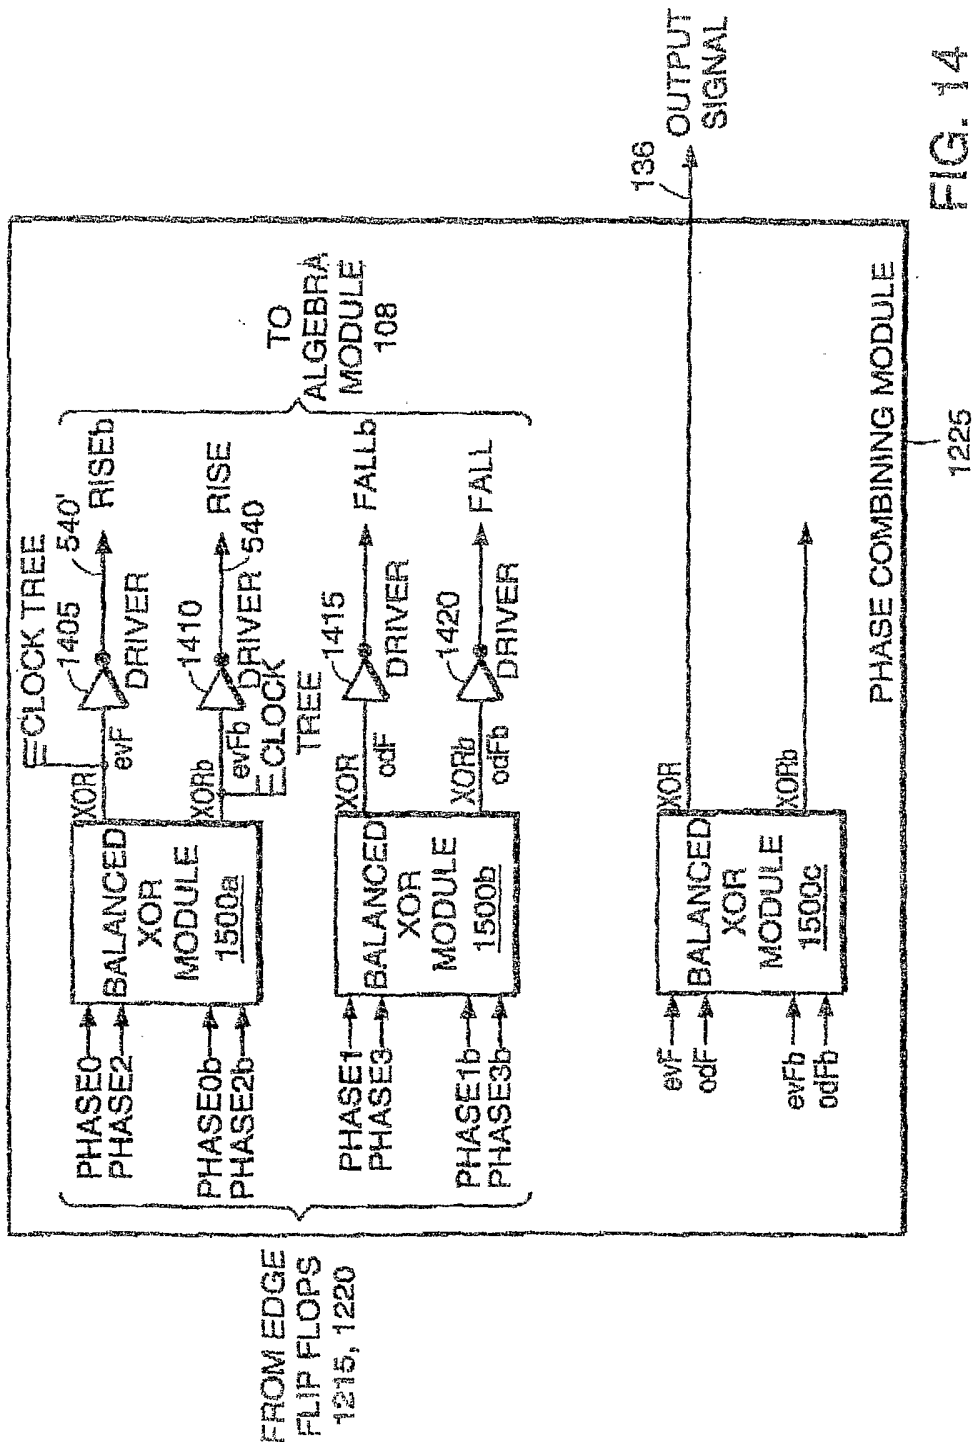 FROM EDGE
FLIP FLOPS
1215, 1220
PHASE0
PHASE2
PHASE0b
PHASE2b
BALANCED
XOR
MODULE
1500a
XOR
evF
CLOCK TREE
1405
DRIVER
540'
RISEb
XORb
evFb
CLOCK
TREE
1410
DRIVER
540
RISE
PHASE1
PHASE3
PHASE1b
PHASE3b
BALANCED
XOR
MODULE
1500b
XOR
odF
1415
DRIVER
FALLb
XORb
odFb
1420
DRIVER
FALL
TO
ALGEBRA
MODULE
108
evF
odF
evFb
odFb
BALANCED
XOR
MODULE
1500c
XOR
XORb
136
OUTPUT
SIGNAL
PHASE COMBINING MODULE
1225
FIG. 14